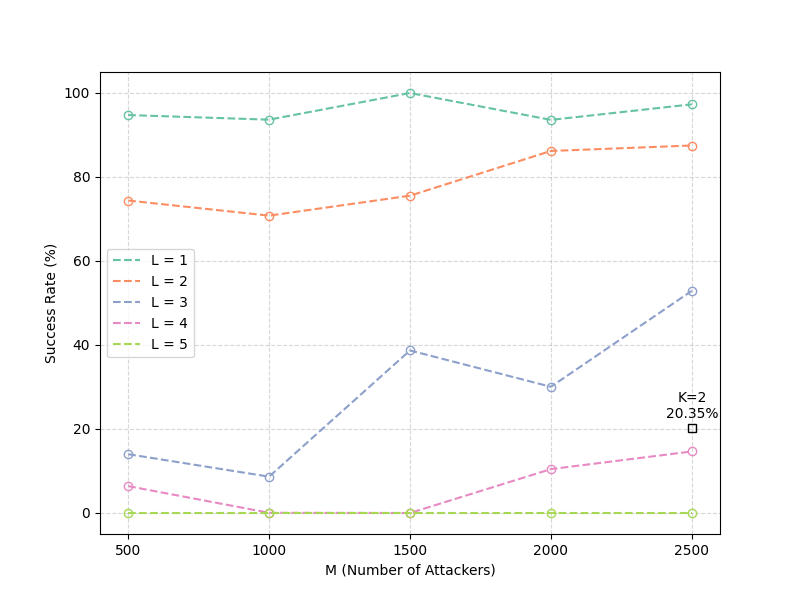 100
80
60
40
20
0
Success Rate (%)
L = 1
L = 2
L = 3
L = 4
L = 5
K=2
20.35%
500 1000 1500 2000 2500
M (Number of Attackers)